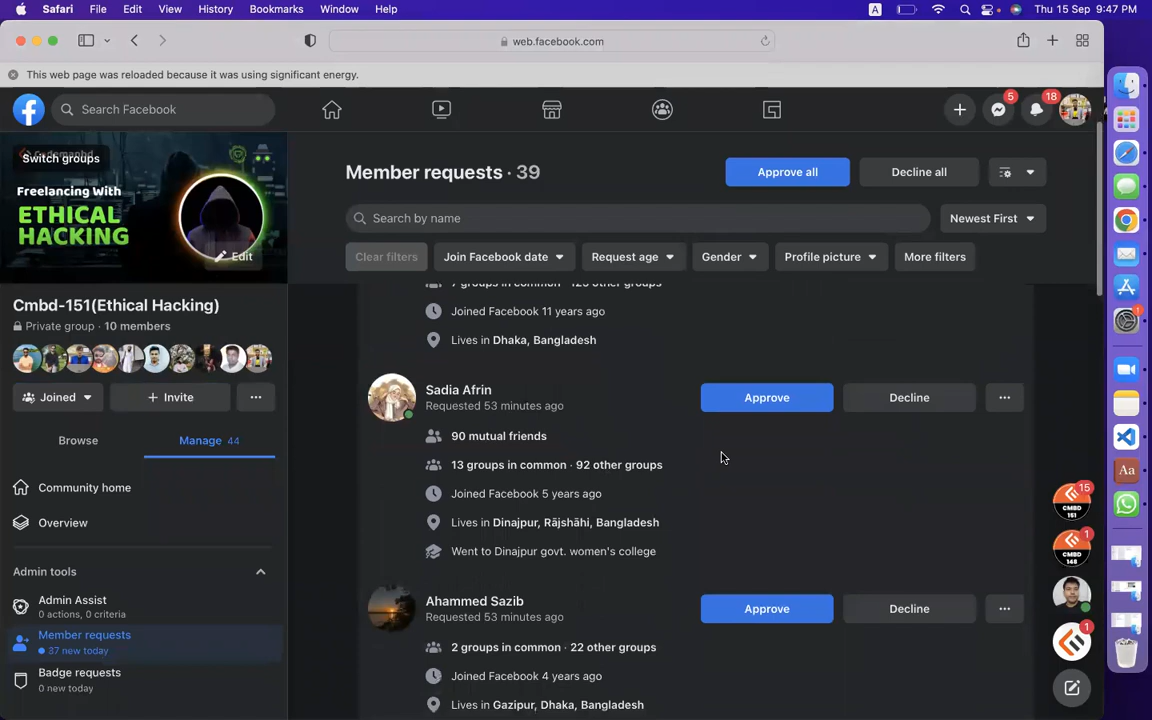 Safari File Edit View History Bookmarks Window Help
A Thu 15 Sep 9:47 PM
web.facebook.com
This web page was reloaded because it was using significant energy.
Search Facebook
5
18
Switch groups
Freelancing With
ETHICAL
HACKING
Edit
Cmbd-151(Ethical Hacking)
Private group · 10 members
Joined
Invite
Browse
Manage 44
Community home
Overview
Admin tools
Admin Assist
0 actions, 0 criteria
Member requests
37 new today
Badge requests
0 new today
Member requests · 39
Approve all
Decline all
Search by name
Newest First
Clear filters
Join Facebook date
Request age
Gender
Profile picture
More filters
Joined Facebook 11 years ago
Lives in Dhaka, Bangladesh
Sadia Afrin
Requested 53 minutes ago
Approve
Decline
90 mutual friends
13 groups in common · 92 other groups
Joined Facebook 5 years ago
Lives in Dinajpur, Rājshāhi, Bangladesh
Went to Dinajpur govt. women's college
Ahammed Sazib
Requested 53 minutes ago
Approve
Decline
2 groups in common · 22 other groups
Joined Facebook 4 years ago
Lives in Gazipur, Dhaka, Bangladesh
15
CMBD
151
1
CMBD
148
1
1
Aa